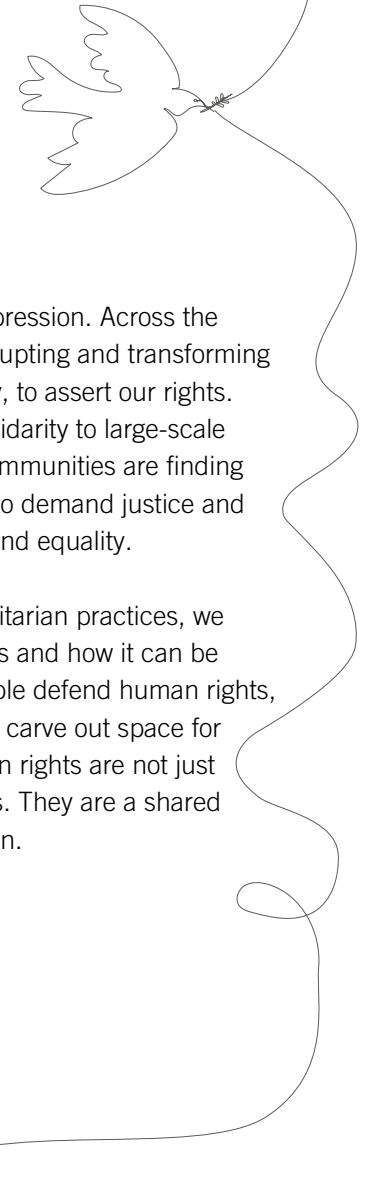 pression. Across the
upting and transforming
, to assert our rights.
idarity to large-scale
mmunities are finding
to demand justice and
nd equality.
itarian practices, we
s and how it can be
ple defend human rights,
carve out space for
n rights are not just
s. They are a shared
n.